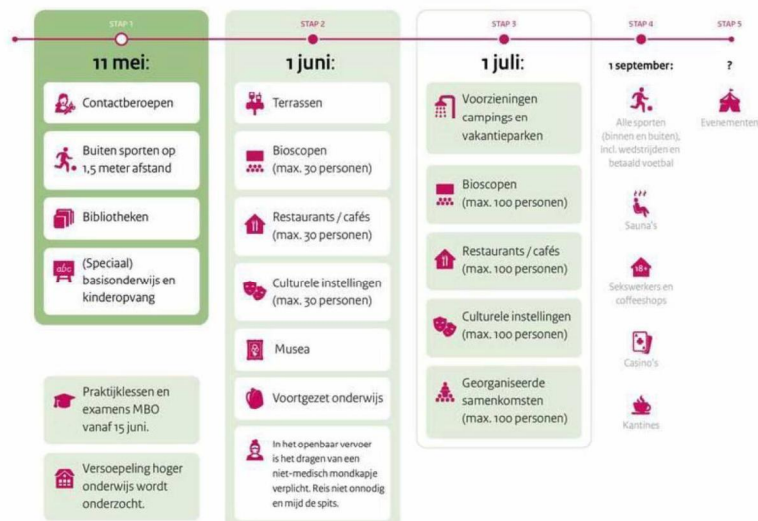 STAP 1
11 mei:
Contactberoepen
Buiten sporten op
1,5 meter afstand
Bibliotheken
abc
(Speciaal)
basisonderwijs en
kinderopvang
Praktijklessen en
examens MBO
vanaf 15 juni.
Versoepeling hoger
onderwijs wordt
onderzocht.
STAP 2
1 juni:
Terrassen
Bioscopen
(max. 30 personen)
Restaurants / cafés
(max. 30 personen)
Culturele instellingen
(max. 30 personen)
Musea
Voortgezet onderwijs
In het openbaar vervoer
is het dragen van een
niet-medisch mondkapje
verplicht. Reis niet onnodig
en mijd de spits.
STAP 3
1 juli:
Voorzieningen
campings en
vakantieparken
Bioscopen
(max. 100 personen)
Restaurants / cafés
(max. 100 personen)
Culturele instellingen
(max. 100 personen)
Georganiseerde
samenkomsten
(max. 100 personen)
STAP 4
1 september:
Alle sporten
(binnen en buiten),
incl. wedstrijden en
betaald voetbal
Sauna's
18+
Sekswerkers en
coffeeshops
Casino's
Kantines
STAP 5
?
Evenementen